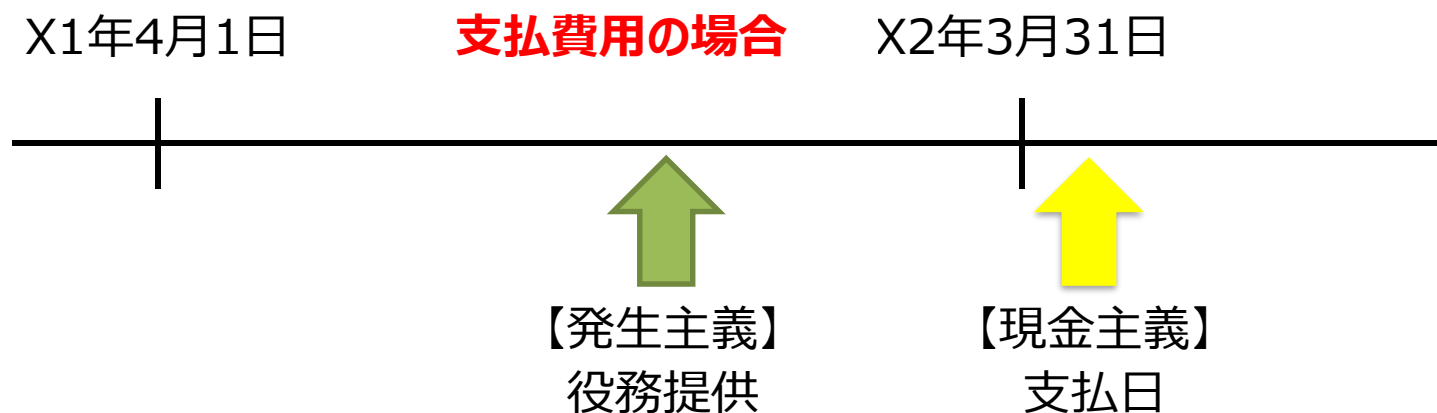 X1年4月1日
支払費用の場合
X2年3月31日
【発生主義】
役務提供
【現金主義】
支払日